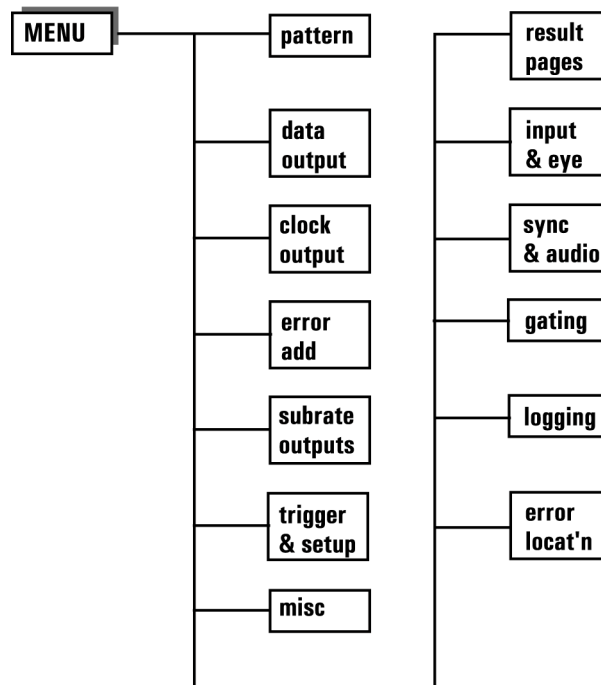 MENU
pattern
data
output
clock
output
error
add
subrate
outputs
trigger
& setup
misc
result
pages
input
& eye
sync
& audio
gating
logging
error
locat'n